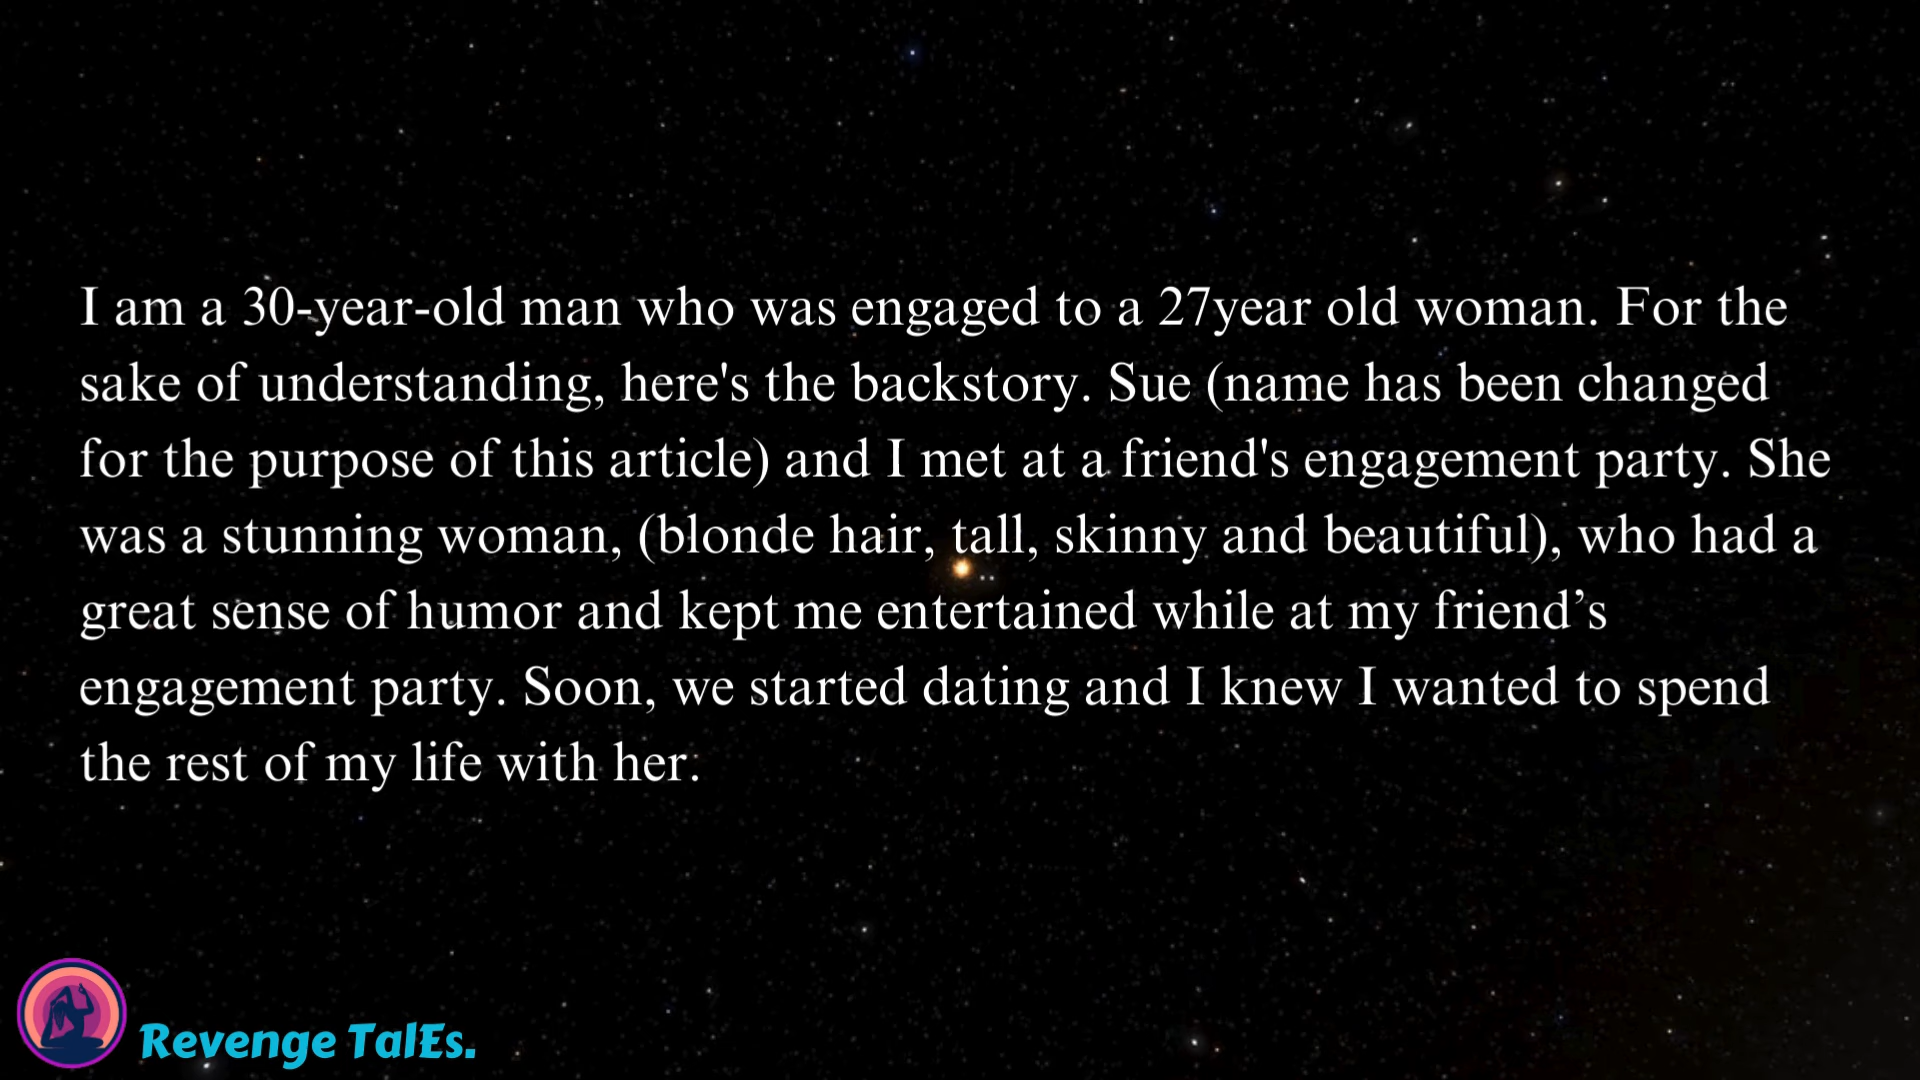 I am a 30-year-old man who was engaged to a 27year old woman. For the
sake of understanding, here's the backstory. Sue (name has been changed
for the purpose of this article) and I met at a friend's engagement party. She
was a stunning woman, (blonde hair, tall, skinny and beautiful), who had a
great sense of humor and kept me entertained while at my friend’s
engagement party. Soon, we started dating and I knew I wanted to spend
the rest of my life with her.
Revenge TalEs.